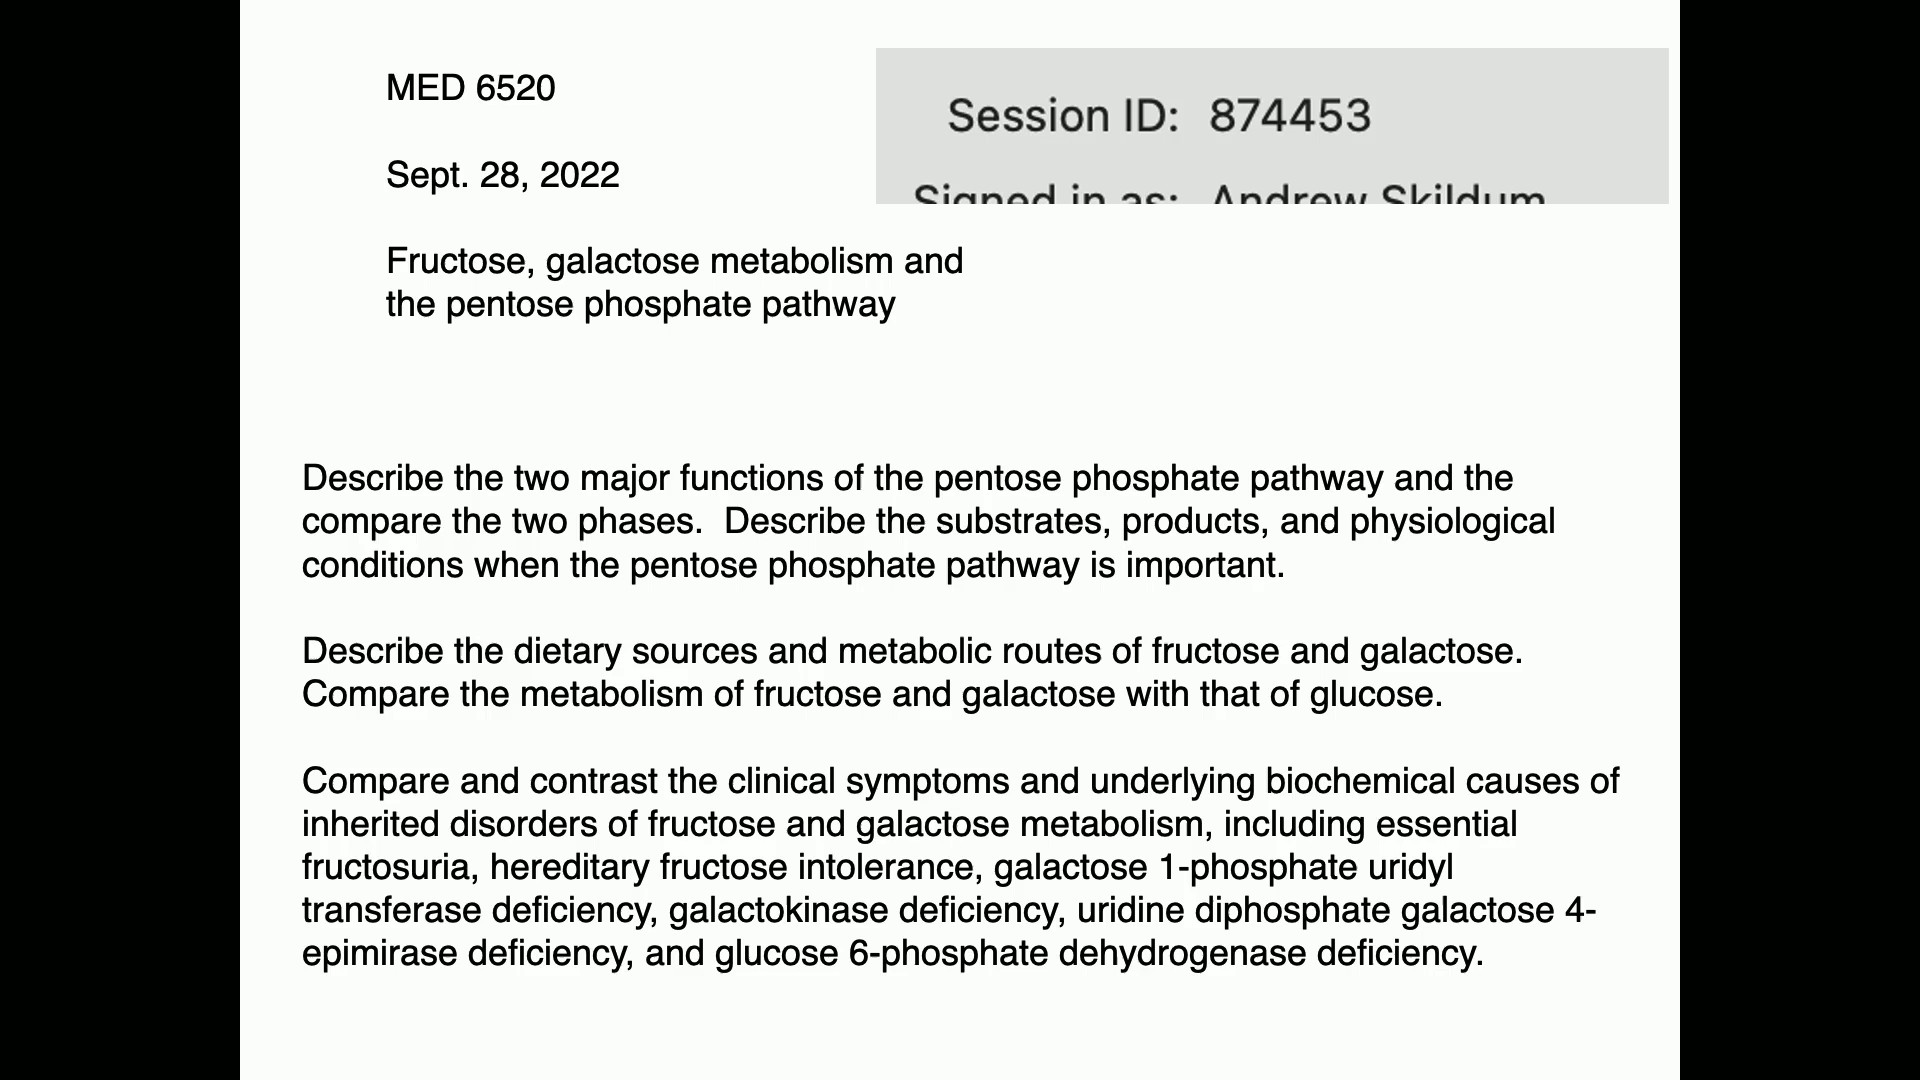 MED 6520
Session ID: 874453
Sept. 28, 2022
Signed in as: Andrew Skildum
Fructose, galactose metabolism and
the pentose phosphate pathway
Describe the two major functions of the pentose phosphate pathway and the
compare the two phases.  Describe the substrates, products, and physiological
conditions when the pentose phosphate pathway is important.
Describe the dietary sources and metabolic routes of fructose and galactose.
Compare the metabolism of fructose and galactose with that of glucose.
Compare and contrast the clinical symptoms and underlying biochemical causes of
inherited disorders of fructose and galactose metabolism, including essential
fructosuria, hereditary fructose intolerance, galactose 1-phosphate uridyl
transferase deficiency, galactokinase deficiency, uridine diphosphate galactose 4-
epimirase deficiency, and glucose 6-phosphate dehydrogenase deficiency.